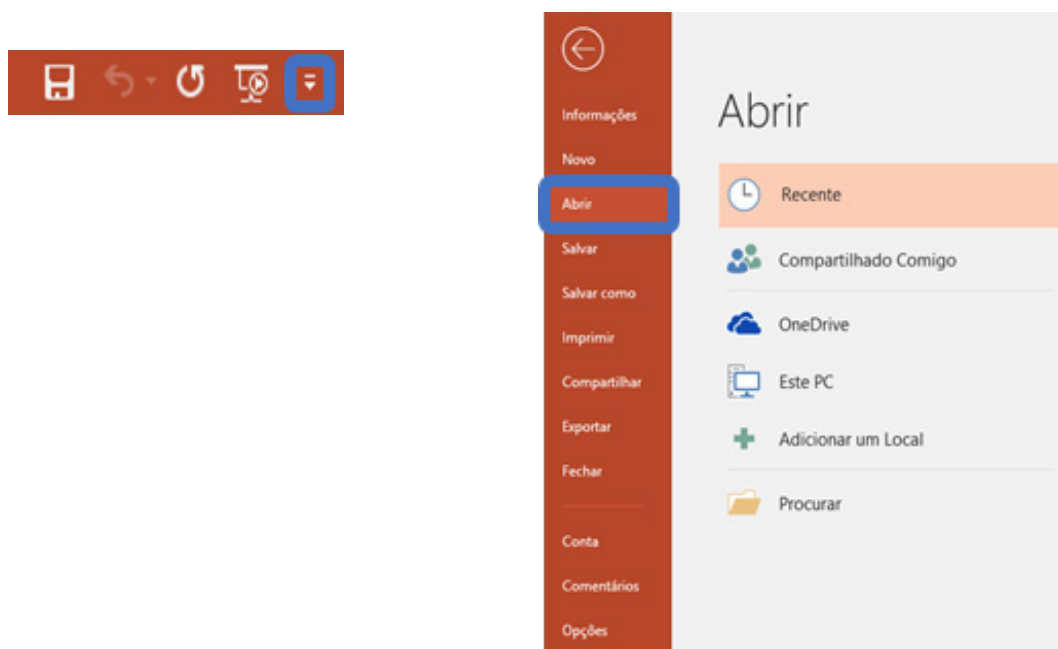 Informações
Novo
Abrir
Salvar
Salvar como
Imprimir
Compartilhar
Exportar
Fechar
Conta
Comentários
Opções
Abrir
Recente
Compartilhado Comigo
OneDrive
Este PC
Adicionar um Local
Procurar